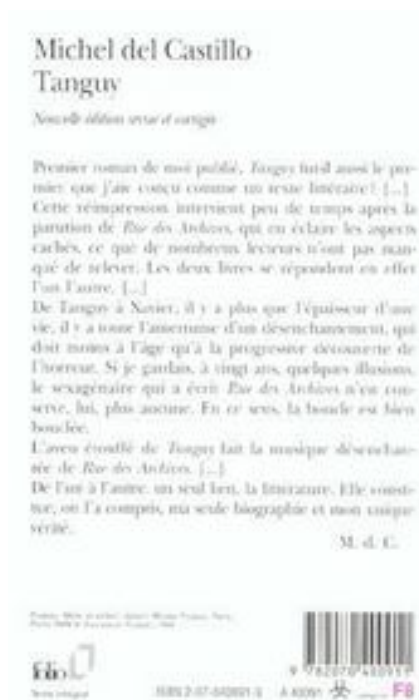 Michel del Castillo
Tanguy
Nouvelle édition revue et corrigée
Premier roman de moi publié, Tanguy fut-il aussi le pre-
mier que j'aie conçu comme un texte littéraire? [...]
Cette réimpression intervient peu de temps après la
parution de Rue des Archives, qui en éclaire les aspects
cachés, ce que de nombreux lecteurs n'ont pas man-
qué de relever. Les deux livres se répondent en effet
l'un l'autre. [...]
De Tanguy à Xavier, il y a plus que l'épaisseur d'une
vie, il y a toute l'amertume d'un désenchantement, qui
doit moins à l'âge qu'à la progressive découverte de
l'horreur. Si je gardais, à vingt ans, quelques illusions,
le sexagénaire qui a écrit Rue des Archives n'en con-
serve, lui, plus aucune. En ce sens, la boucle est bien
bouclée.
L'aveu étouffé de Tanguy fait la musique désenchan-
tée de Rue des Archives. [...]
De l'un à l'autre, un seul lien, la littérature. Elle consti-
tue, on l'a compris, ma seule biographie et mon unique
vérité.
M. d. C.
folio
Texte intégral